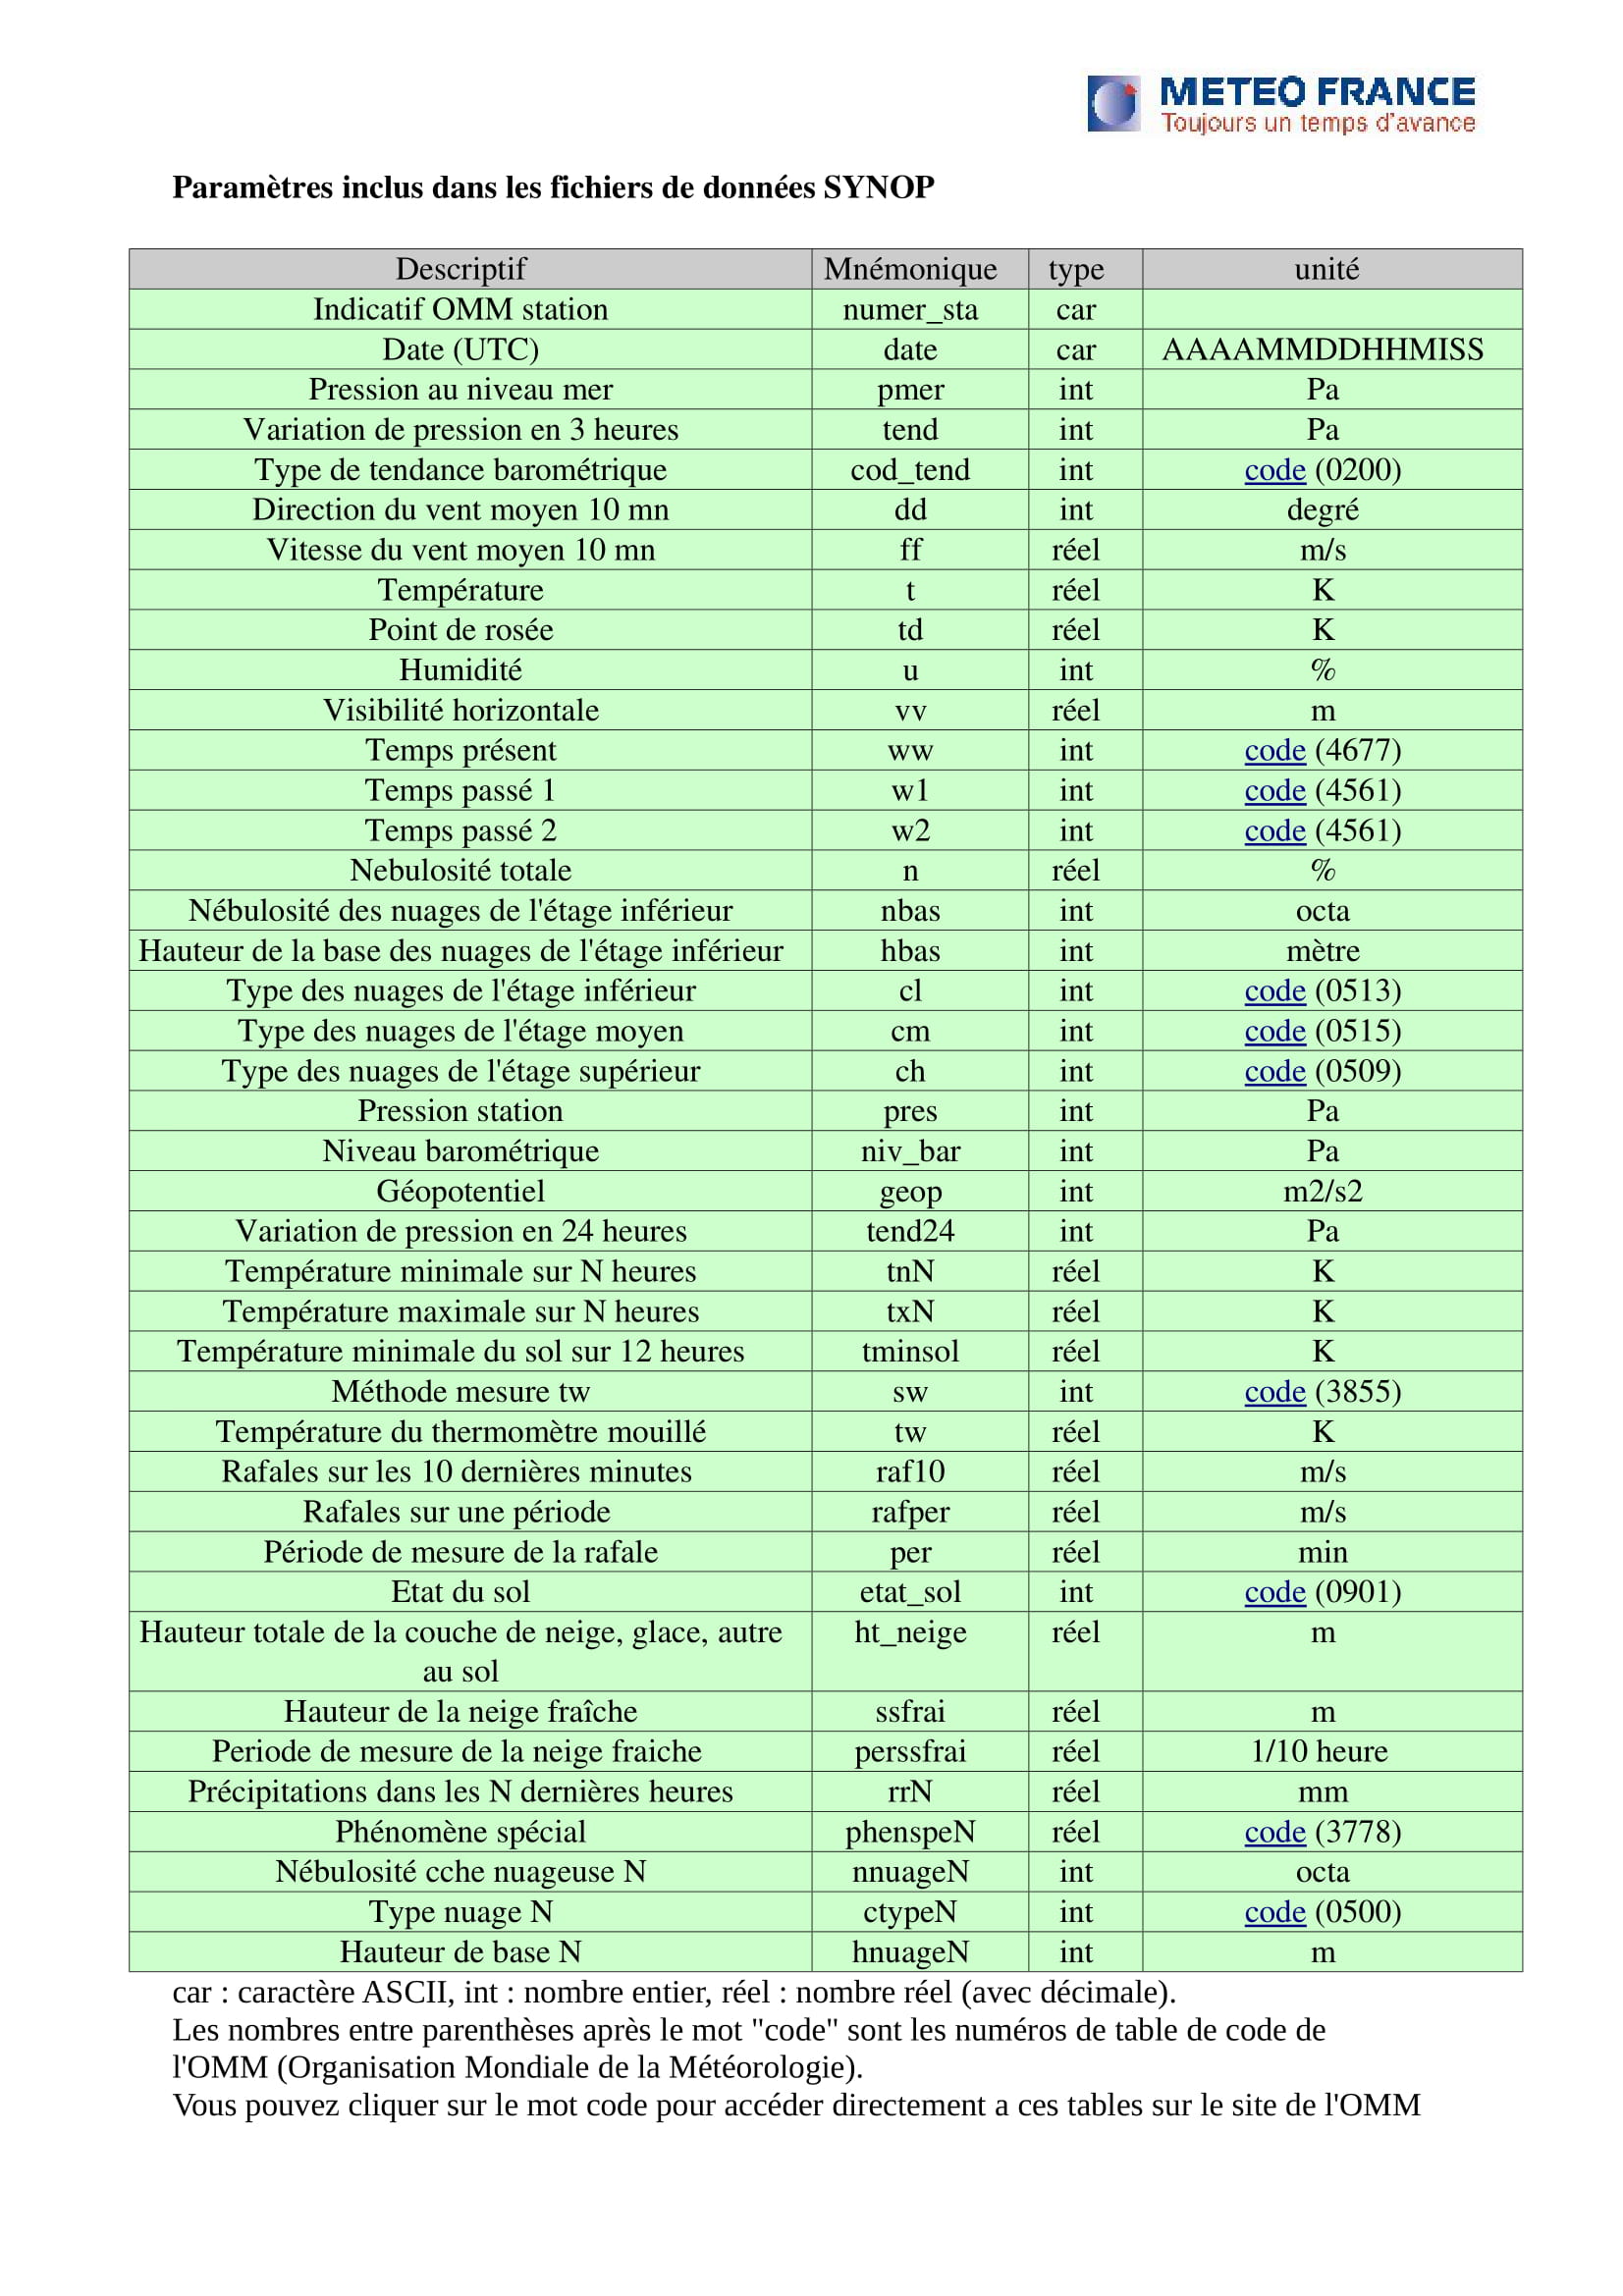 METEO FRANCE
Toujours un temps d'avance
Paramètres inclus dans les fichiers de données SYNOP
Descriptif Mnémonique type unité
Indicatif OMM station numer_sta car
Date (UTC) date car AAAAMMDDHHMISS
Pression au niveau mer pmer int Pa
Variation de pression en 3 heures tend int Pa
Type de tendance barométrique cod_tend int code (0200)
Direction du vent moyen 10 mn dd int degré
Vitesse du vent moyen 10 mn ff réel m/s
Température t réel K
Point de rosée td réel K
Humidité u int %
Visibilité horizontale vv réel m
Temps présent ww int code (4677)
Temps passé 1 w1 int code (4561)
Temps passé 2 w2 int code (4561)
Nebulosité totale n réel %
Nébulosité des nuages de l'étage inférieur nbas int octa
Hauteur de la base des nuages de l'étage inférieur hbas int mètre
Type des nuages de l'étage inférieur cl int code (0513)
Type des nuages de l'étage moyen cm int code (0515)
Type des nuages de l'étage supérieur ch int code (0509)
Pression station pres int Pa
Niveau barométrique niv_bar int Pa
Géopotentiel geop int m2/s2
Variation de pression en 24 heures tend24 int Pa
Température minimale sur N heures tnN réel K
Température maximale sur N heures txN réel K
Température minimale du sol sur 12 heures tminsol réel K
Méthode mesure tw sw int code (3855)
Température du thermomètre mouillé tw réel K
Rafales sur les 10 dernières minutes raf10 réel m/s
Rafales sur une période rafper réel m/s
Période de mesure de la rafale per réel min
Etat du sol etat_sol int code (0901)
Hauteur totale de la couche de neige, glace, autre ht_neige réel m
au sol
Hauteur de la neige fraîche ssfrai réel m
Periode de mesure de la neige fraiche perssfrai réel 1/10 heure
Précipitations dans les N dernières heures rrN réel mm
Phénomène spécial phenspeN réel code (3778)
Nébulosité cche nuageuse N nnuageN int octa
Type nuage N ctypeN int code (0500)
Hauteur de base N hnuageN int m
car : caractère ASCII, int : nombre entier, réel : nombre réel (avec décimale).
Les nombres entre parenthèses après le mot "code" sont les numéros de table de code de
l'OMM (Organisation Mondiale de la Météorologie).
Vous pouvez cliquer sur le mot code pour accéder directement a ces tables sur le site de l'OMM